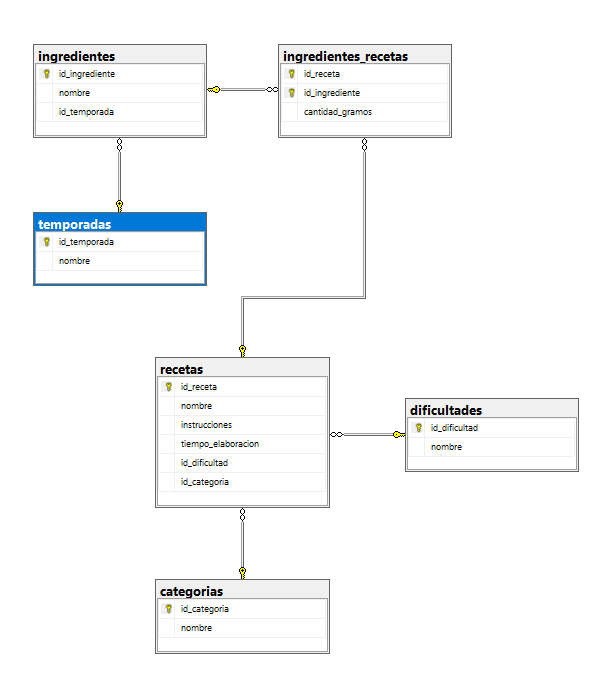 ingredientes
id_ingrediente
nombre
id_temporada
ingredientes_recetas
id_receta
id_ingrediente
cantidad_gramos
temporadas
id_temporada
nombre
recetas
id_receta
nombre
instrucciones
tiempo_elaboracion
id_dificultad
id_categoria
dificultades
id_dificultad
nombre
categorias
id_categoria
nombre